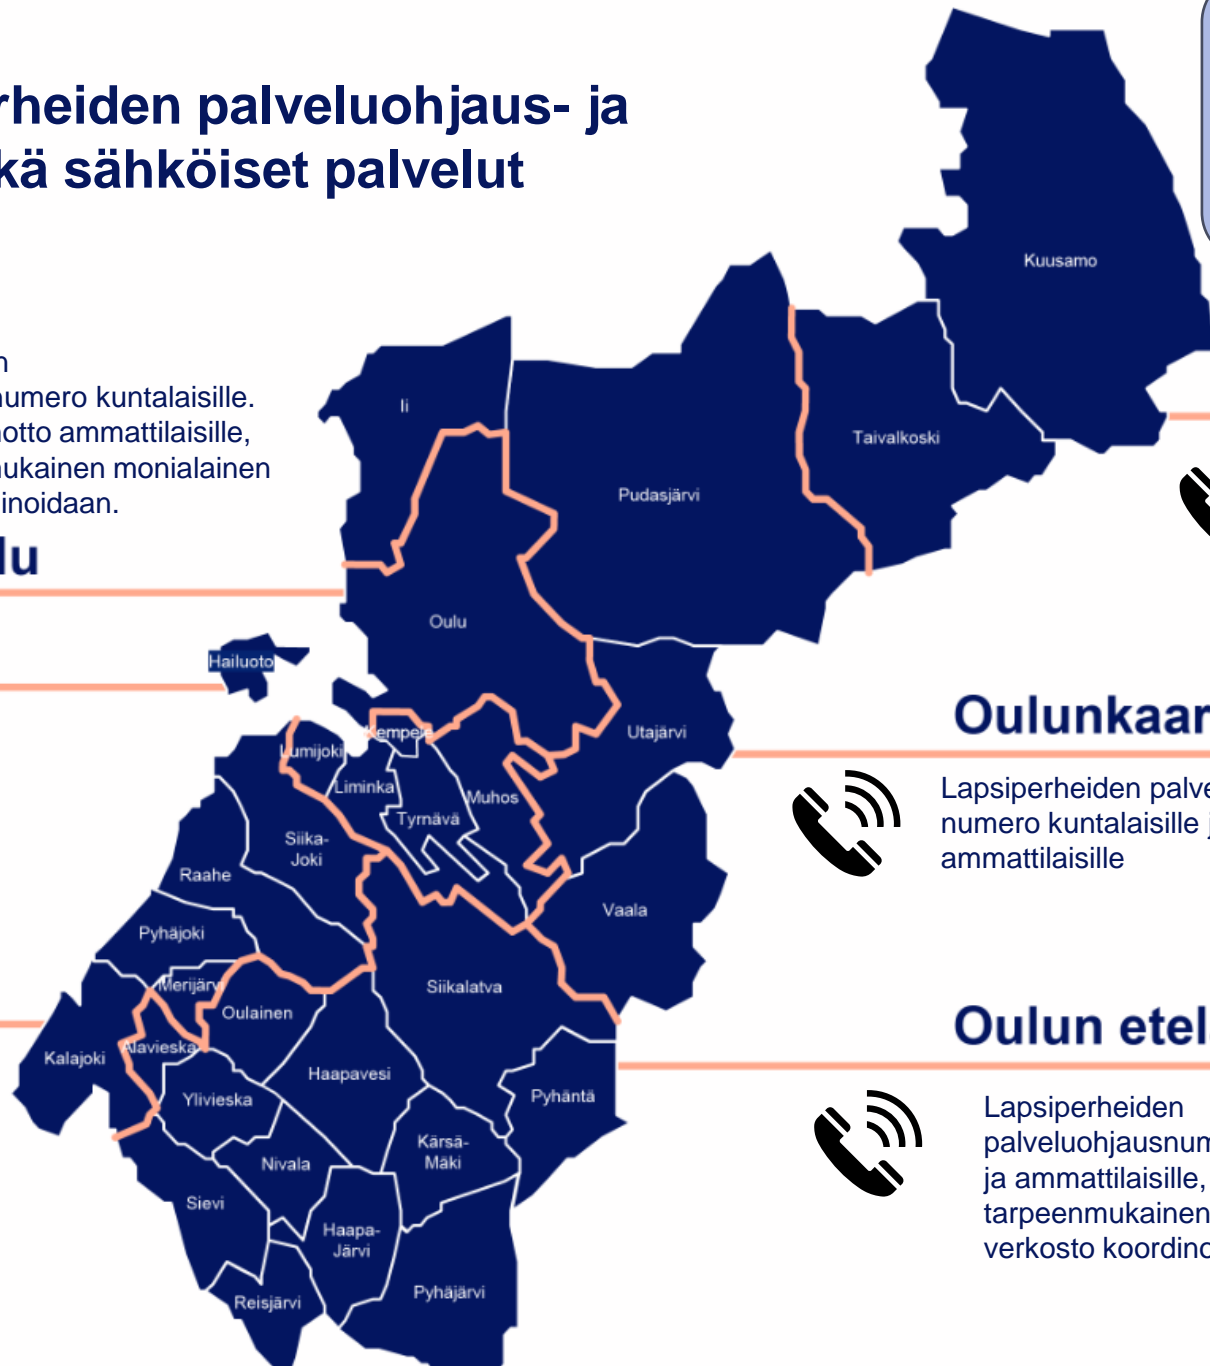 rheiden palveluohjaus- ja
kä sähköiset palvelut
n
numero kuntalaisille.
otto ammattilaisille,
nukainen monialainen
inoidaan.
lu
Kuusamo
Ii
Taivalkoski
Pudasjärvi
Oulu
Hailuoto
Kempele
Utajärvi
Lumijoki
Liminka
Muhos
Tyrnävä
Siika-
Joki
Raahe
Vaala
Pyhäjoki
Merijärvi
Siikalatva
Oulainen
Alavieska
Kalajoki
Haapavesi
Ylivieska
Pyhäntä
Kärsä-
Mäki
Nivala
Sievi
Haapa-
Järvi
Pyhäjärvi
Reisjärvi
Oulunkaar
Lapsiperheiden palve
numero kuntalaisille j
ammattilaisille
Oulun etel
Lapsiperheiden
palveluohjausnum
ja ammattilaisille,
tarpeenmukainen
verkosto koordino